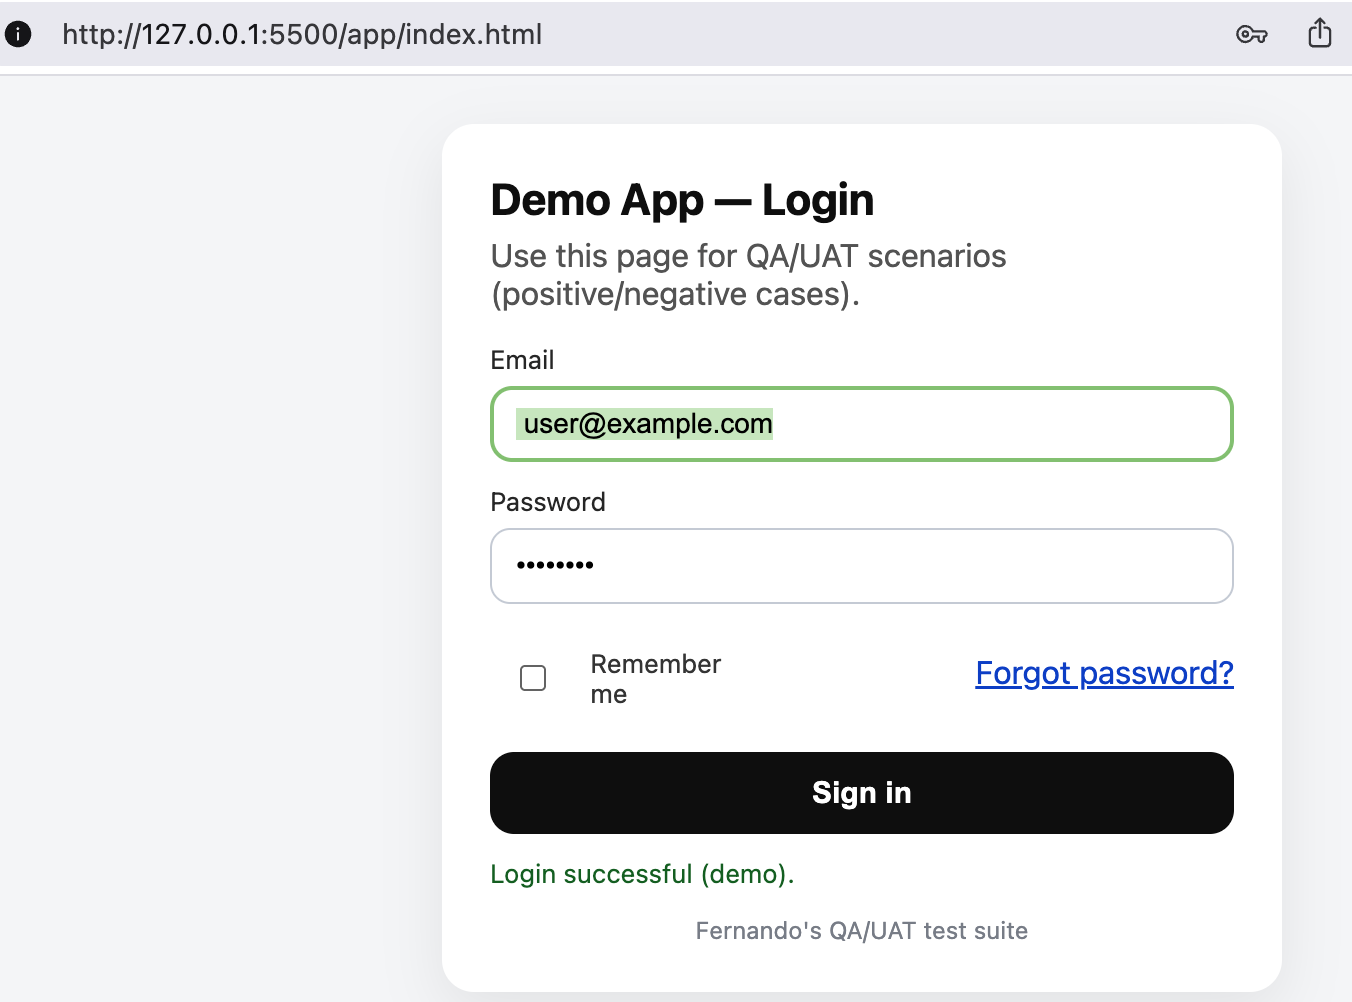 http://127.0.0.1:5500/app/index.html
Demo App — Login
Use this page for QA/UAT scenarios
(positive/negative cases).
Email
user@example.com
Password
••••••••
Remember
me
Forgot password?
Sign in
Login successful (demo).
Fernando's QA/UAT test suite